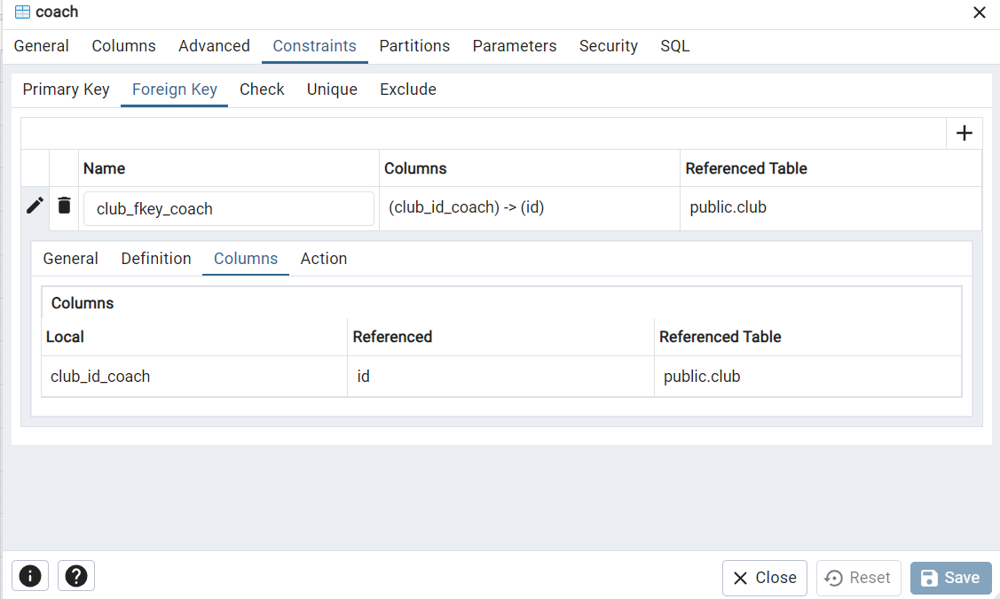 coach
General Columns Advanced Constraints Partitions Parameters Security SQL
Primary Key Foreign Key Check Unique Exclude
Name Columns Referenced Table
club_fkey_coach (club_id_coach) -> (id) public.club
General Definition Columns Action
Columns
Local Referenced Referenced Table
club_id_coach id public.club
Close Reset Save